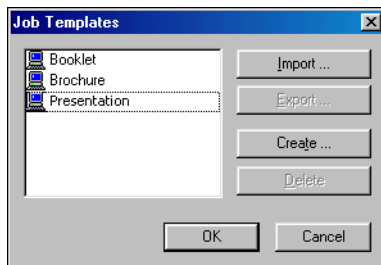 Job Templates
Booklet
Brochure
Presentation
Import ...
Export ...
Create ...
Delete
OK
Cancel